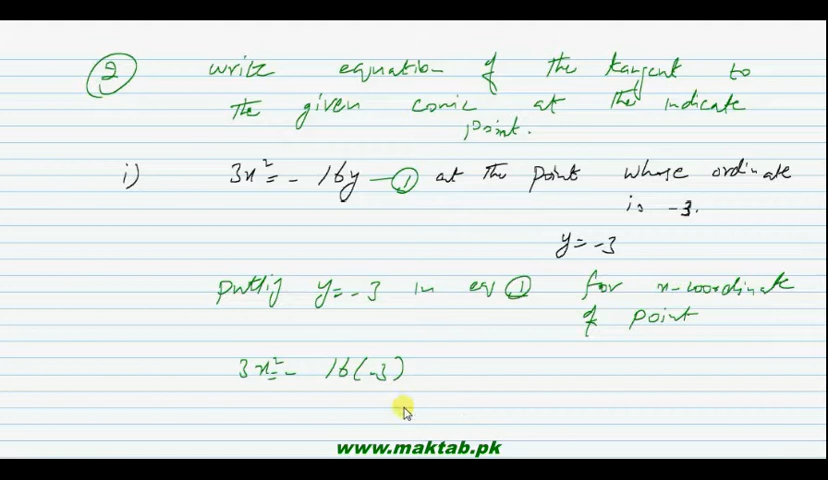 2 write equation of the tangent to
the given conic at the indicate
point.
i) 3x² = - 16y — 1 at the point whose ordinate
is -3.
y = -3
putting y = -3 in eq 1 for x-coordinate
of point
3x² = - 16(-3)
www.maktab.pk